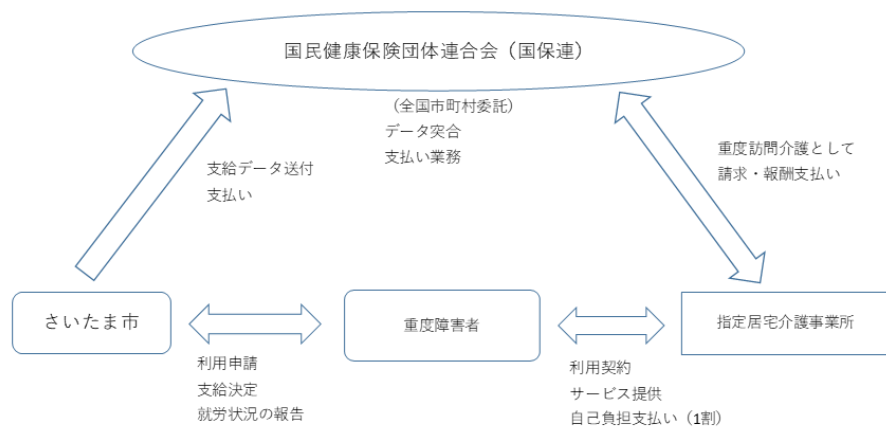 国民健康保険団体連合会（国保連）
（全国市町村委託）
データ突合
支払い業務
支給データ送付
支払い
重度訪問介護として
請求・報酬支払い
さいたま市
重度障害者
指定居宅介護事業所
利用申請
支給決定
就労状況の報告
利用契約
サービス提供
自己負担支払い（1割）